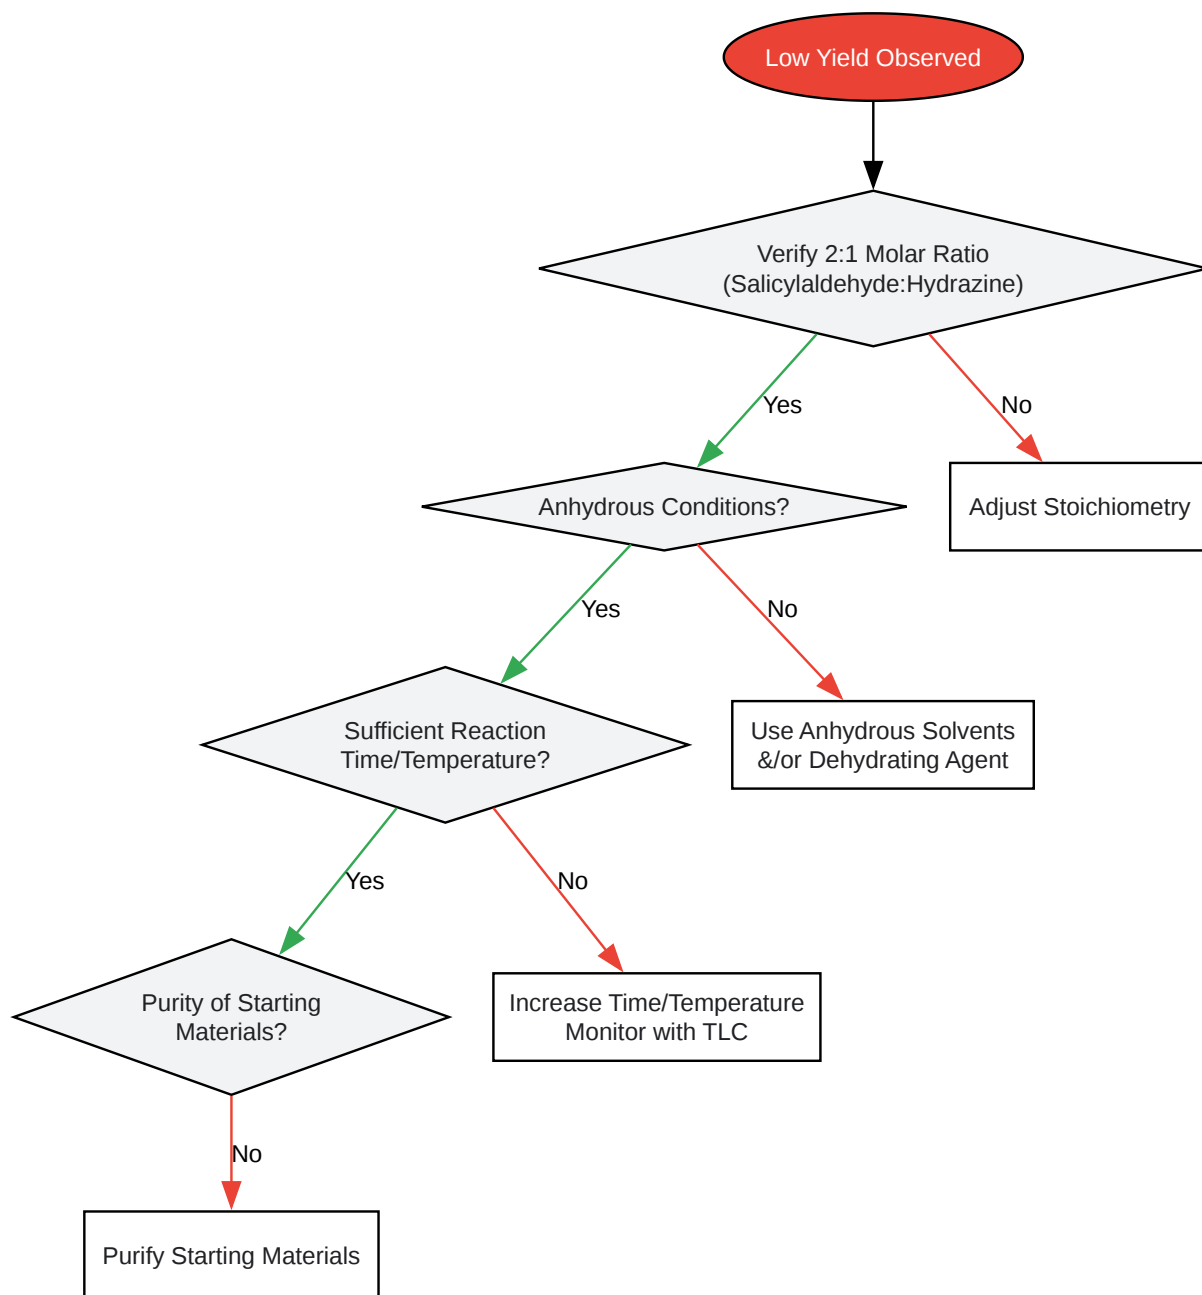 Low Yield Observed
Verify 2:1 Molar Ratio
(Salicylaldehyde:Hydrazine)
Yes
No
Anhydrous Conditions?
Adjust Stoichiometry
Yes
No
Sufficient Reaction
Time/Temperature?
Use Anhydrous Solvents
&/or Dehydrating Agent
Yes
No
Purity of Starting
Materials?
Increase Time/Temperature
Monitor with TLC
No
Purify Starting Materials